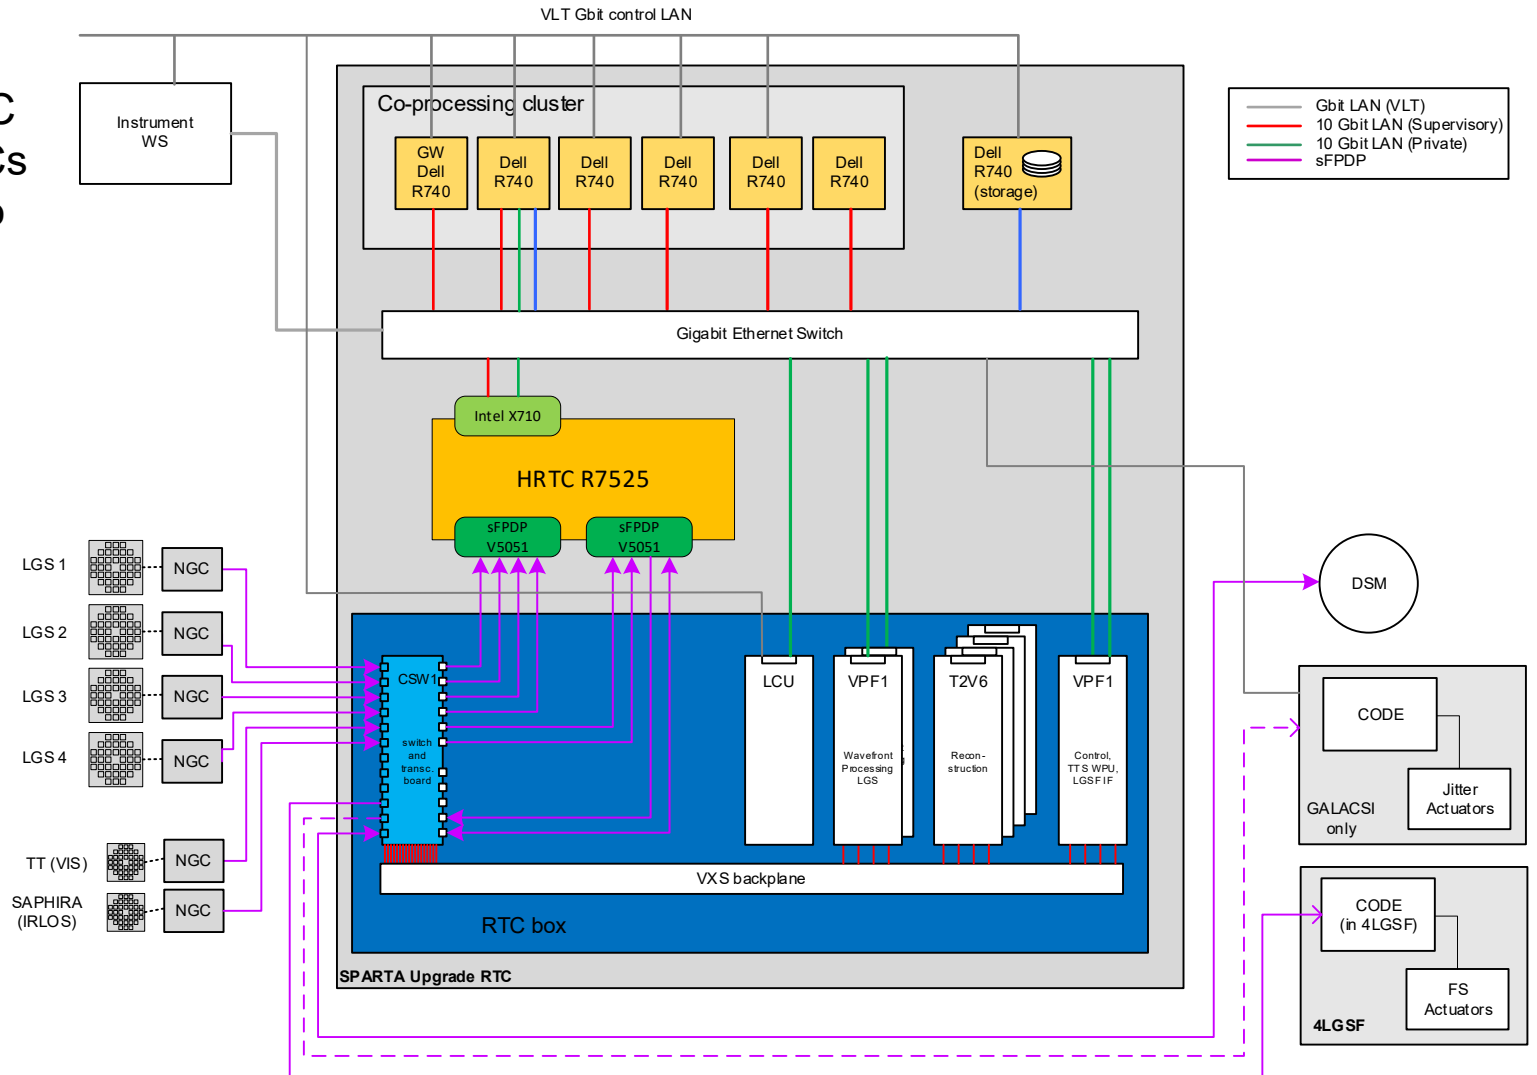 VLT Gbit control LAN
C
Cs
Instrument
WS
Co-processing cluster
GW
Dell
R740
Dell
R740
Dell
R740
Dell
R740
Dell
R740
Dell
R740
Dell
R740
(storage)
Gbit LAN (VLT)
10 Gbit LAN (Supervisory)
10 Gbit LAN (Private)
sFPDP
Gigabit Ethernet Switch
Intel X710
HRTC R7525
sFPDP
V5051
sFPDP
V5051
LGS 1
NGC
LGS 2
NGC
LGS 3
NGC
LGS 4
NGC
TT (VIS)
NGC
SAPHIRA
(IRLOS)
NGC
CSW1
switch
and
transc.
board
LCU
VPF1
Wavefront
Processing
LGS
T2V6
Recon-
struction
VPF1
Control,
TTS WPU,
LGSF IF
VXS backplane
RTC box
SPARTA Upgrade RTC
DSM
CODE
Jitter
Actuators
GALACSI
only
CODE
(in 4LGSF)
FS
Actuators
4LGSF